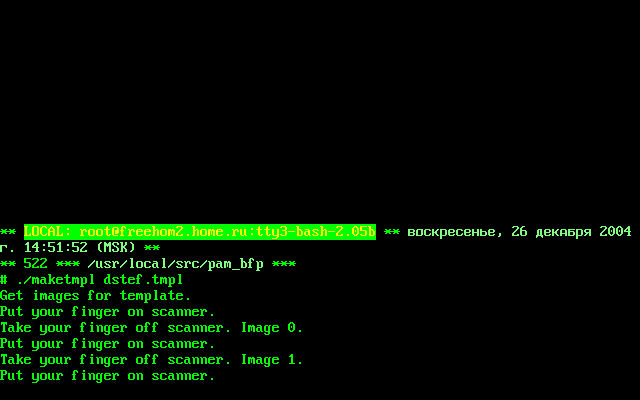 ** LOCAL: root@freehom2.home.ru:tty3-bash-2.05b ** воскресенье, 26 декабря 2004
г. 14:51:52 (MSK) **
** 522 *** /usr/local/src/pam_bfp ***
# ./maketmpl dstef.tmpl
Get images for template.
Put your finger on scanner.
Take your finger off scanner. Image 0.
Put your finger on scanner.
Take your finger off scanner. Image 1.
Put your finger on scanner.